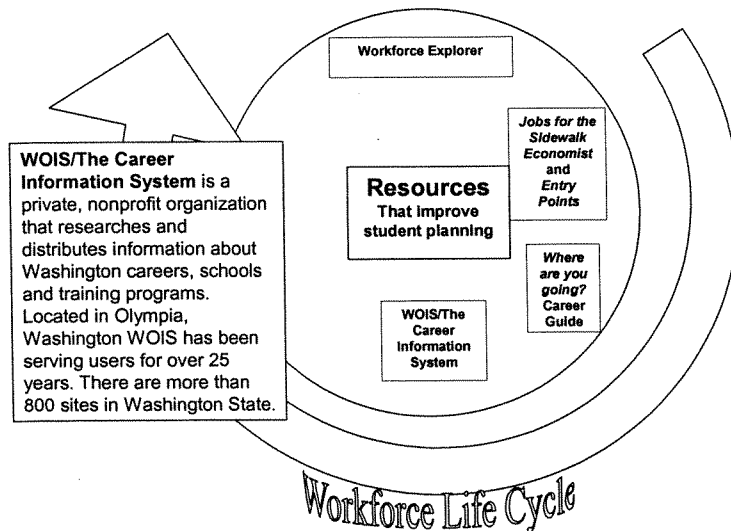 Workforce Explorer
Jobs for the
Sidewalk
Economist
and
Entry
Points
Resources
That improve
student planning
WOIS/The Career
Information System is a
private, nonprofit organization
that researches and
distributes information about
Washington careers, schools
and training programs.
Located in Olympia,
Washington WOIS has been
serving users for over 25
years. There are more than
800 sites in Washington State.
Where
are you
going?
Career
Guide
WOIS/The
Career
Information
System
Workforce Life Cycle